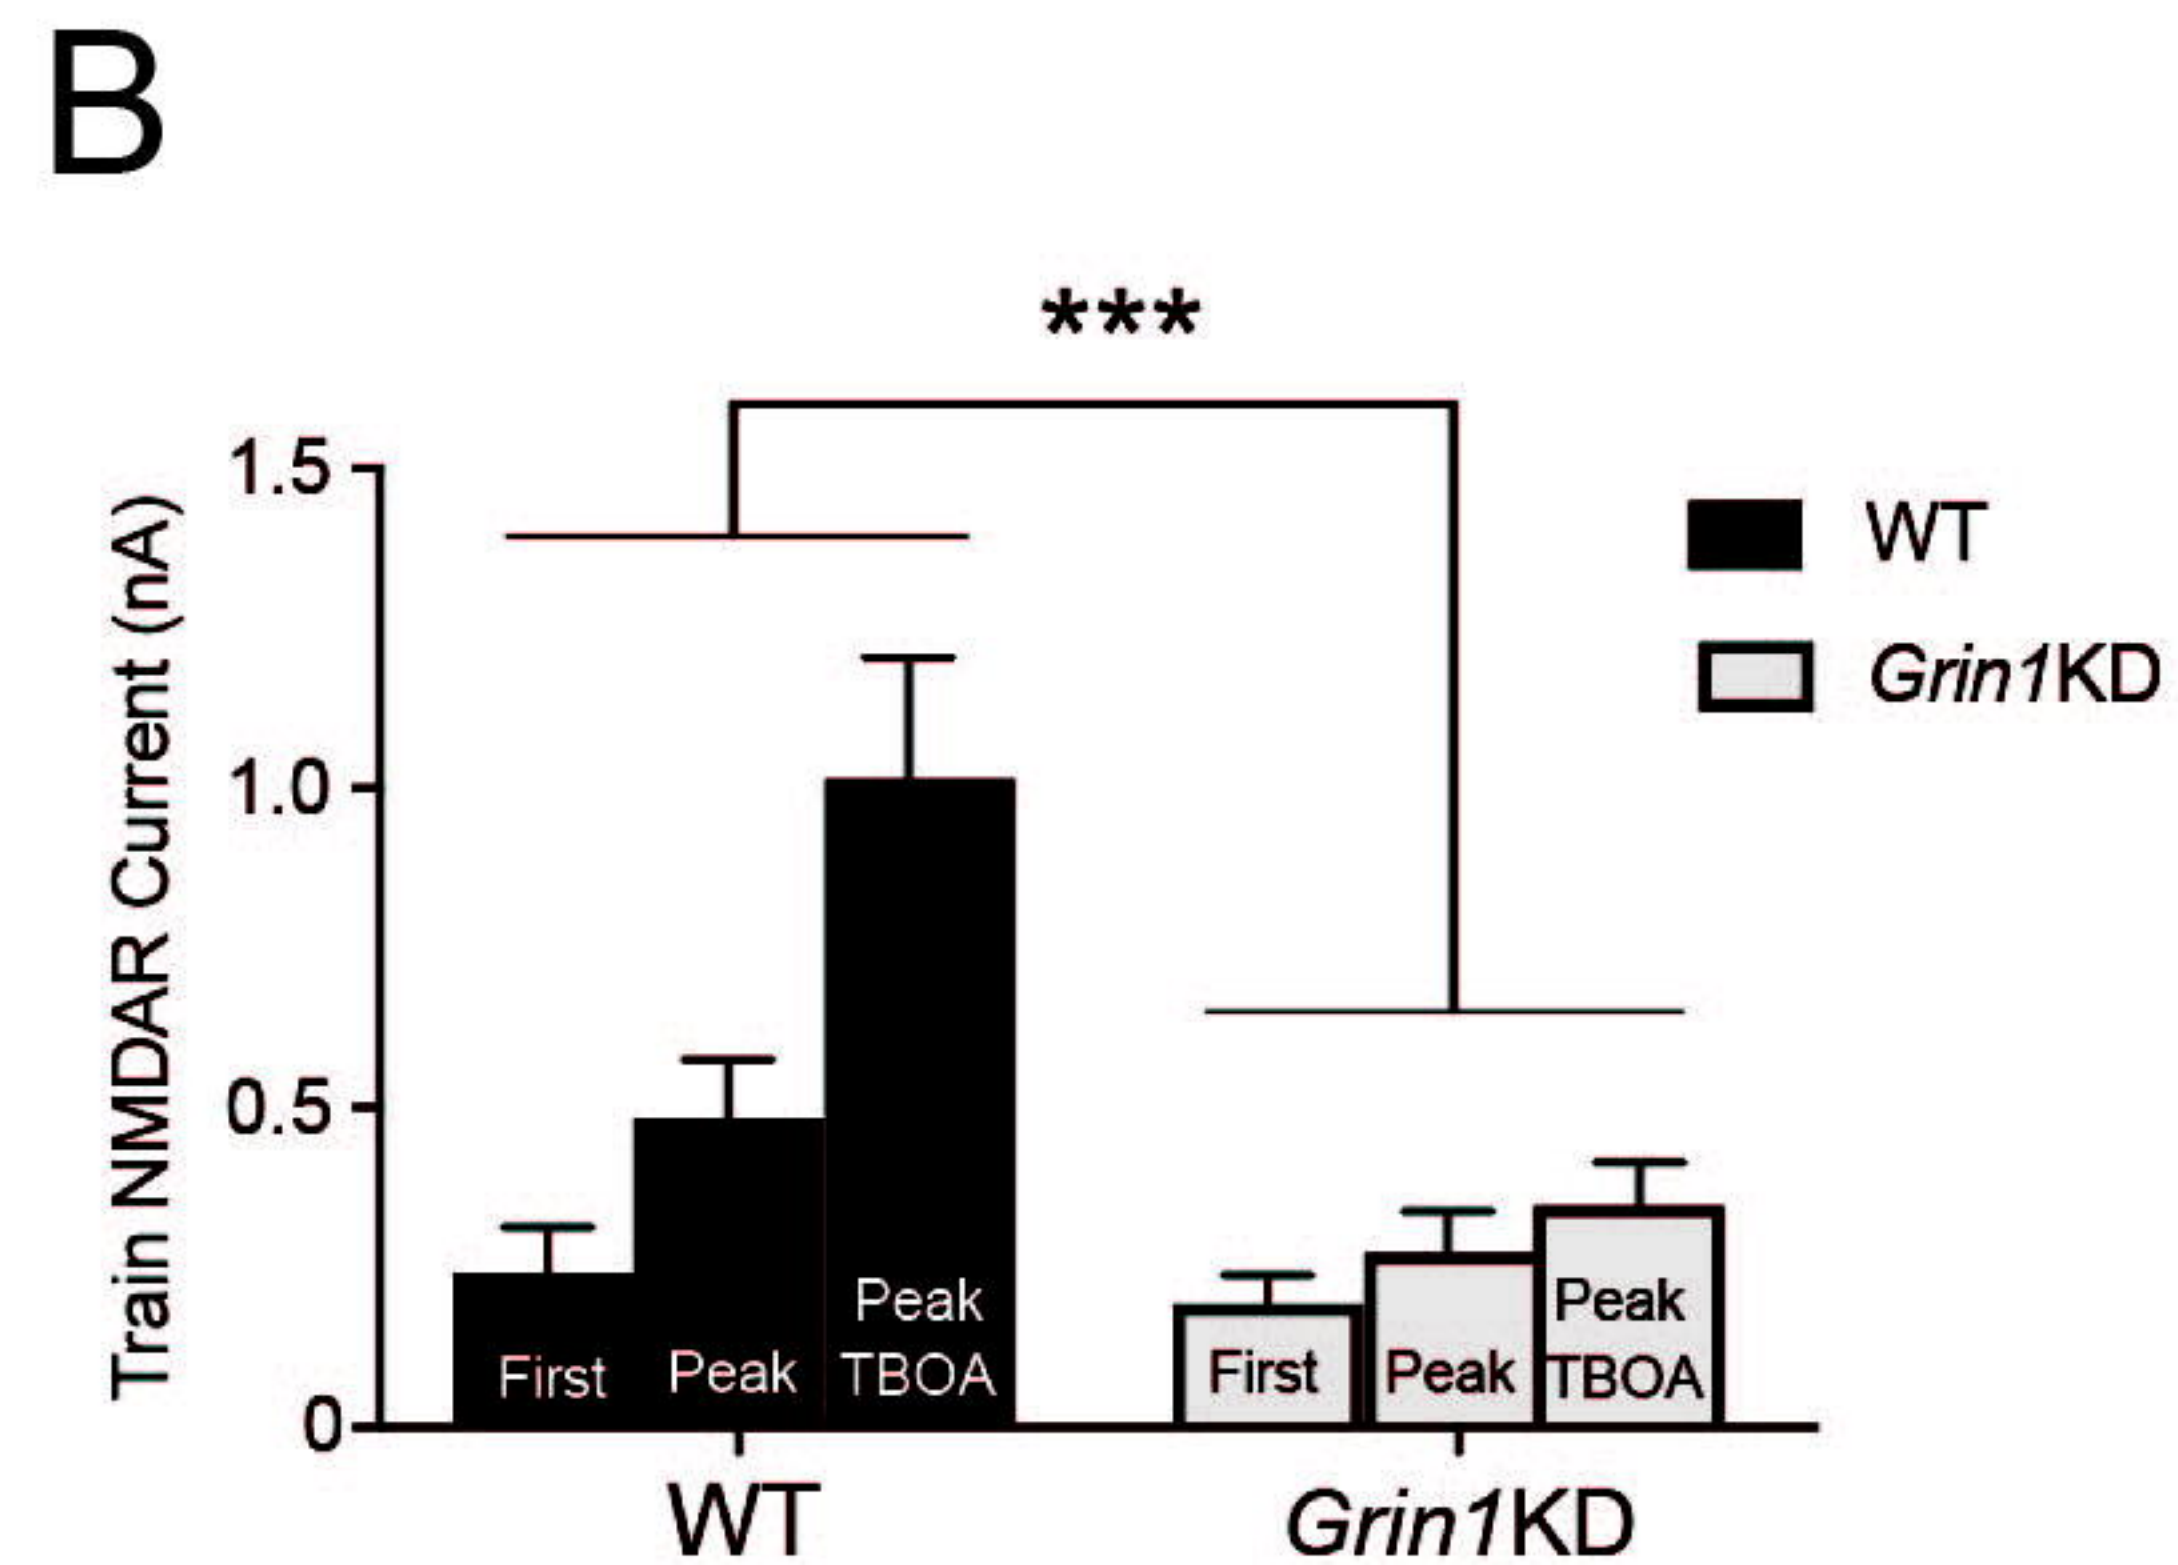 B
***
1.5
1.0
0.5
0
Train NMDAR Current (nA)
WT
Grin1KD
First
Peak
Peak
TBOA
First
Peak
Peak
TBOA
WT
Grin1KD